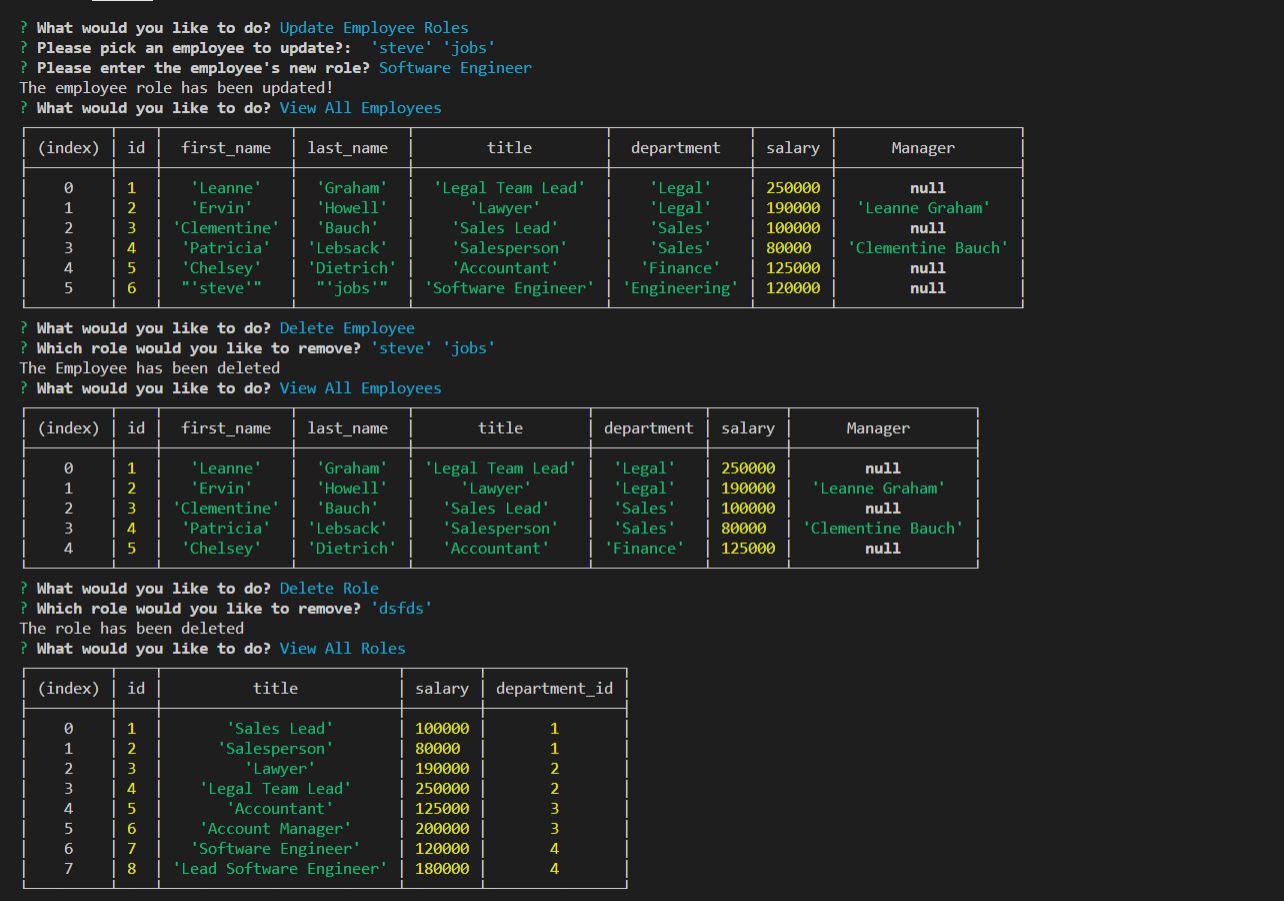 ? What would you like to do? Update Employee Roles
? Please pick an employee to update?:  'steve' 'jobs'
? Please enter the employee's new role? Software Engineer
The employee role has been updated!
? What would you like to do? View All Employees
(index) id first_name last_name title department salary Manager
0 1 'Leanne' 'Graham' 'Legal Team Lead' 'Legal' 250000 null
1 2 'Ervin' 'Howell' 'Lawyer' 'Legal' 190000 'Leanne Graham'
2 3 'Clementine' 'Bauch' 'Sales Lead' 'Sales' 100000 null
3 4 'Patricia' 'Lebsack' 'Salesperson' 'Sales' 80000 'Clementine Bauch'
4 5 'Chelsey' 'Dietrich' 'Accountant' 'Finance' 125000 null
5 6 "'steve'" "'jobs'" 'Software Engineer' 'Engineering' 120000 null
? What would you like to do? Delete Employee
? Which role would you like to remove? 'steve' 'jobs'
The Employee has been deleted
? What would you like to do? View All Employees
(index) id first_name last_name title department salary Manager
0 1 'Leanne' 'Graham' 'Legal Team Lead' 'Legal' 250000 null
1 2 'Ervin' 'Howell' 'Lawyer' 'Legal' 190000 'Leanne Graham'
2 3 'Clementine' 'Bauch' 'Sales Lead' 'Sales' 100000 null
3 4 'Patricia' 'Lebsack' 'Salesperson' 'Sales' 80000 'Clementine Bauch'
4 5 'Chelsey' 'Dietrich' 'Accountant' 'Finance' 125000 null
? What would you like to do? Delete Role
? Which role would you like to remove? 'dsfds'
The role has been deleted
? What would you like to do? View All Roles
(index) id title salary department_id
0 1 'Sales Lead' 100000 1
1 2 'Salesperson' 80000 1
2 3 'Lawyer' 190000 2
3 4 'Legal Team Lead' 250000 2
4 5 'Accountant' 125000 3
5 6 'Account Manager' 200000 3
6 7 'Software Engineer' 120000 4
7 8 'Lead Software Engineer' 180000 4